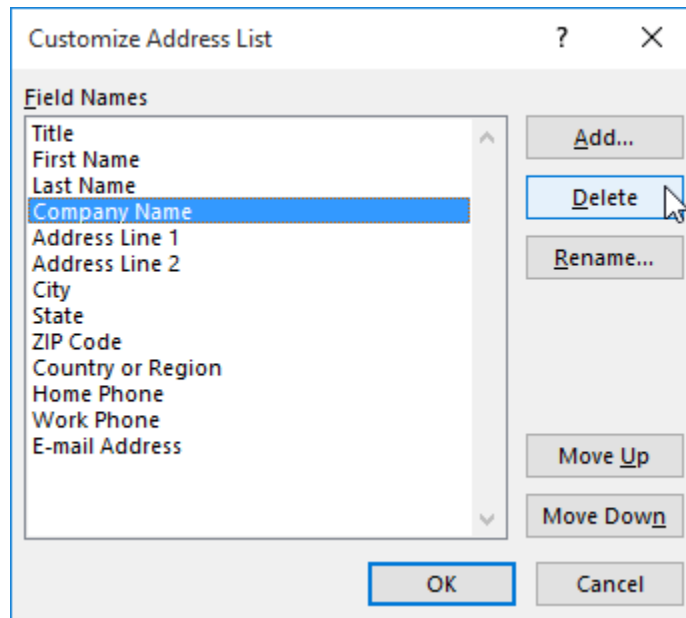 Customize Address List ?
Field Names
Title
First Name
Last Name
Company Name
Address Line 1
Address Line 2
City
State
ZIP Code
Country or Region
Home Phone
Work Phone
E-mail Address
Add...
Delete
Rename...
Move Up
Move Down
OK
Cancel